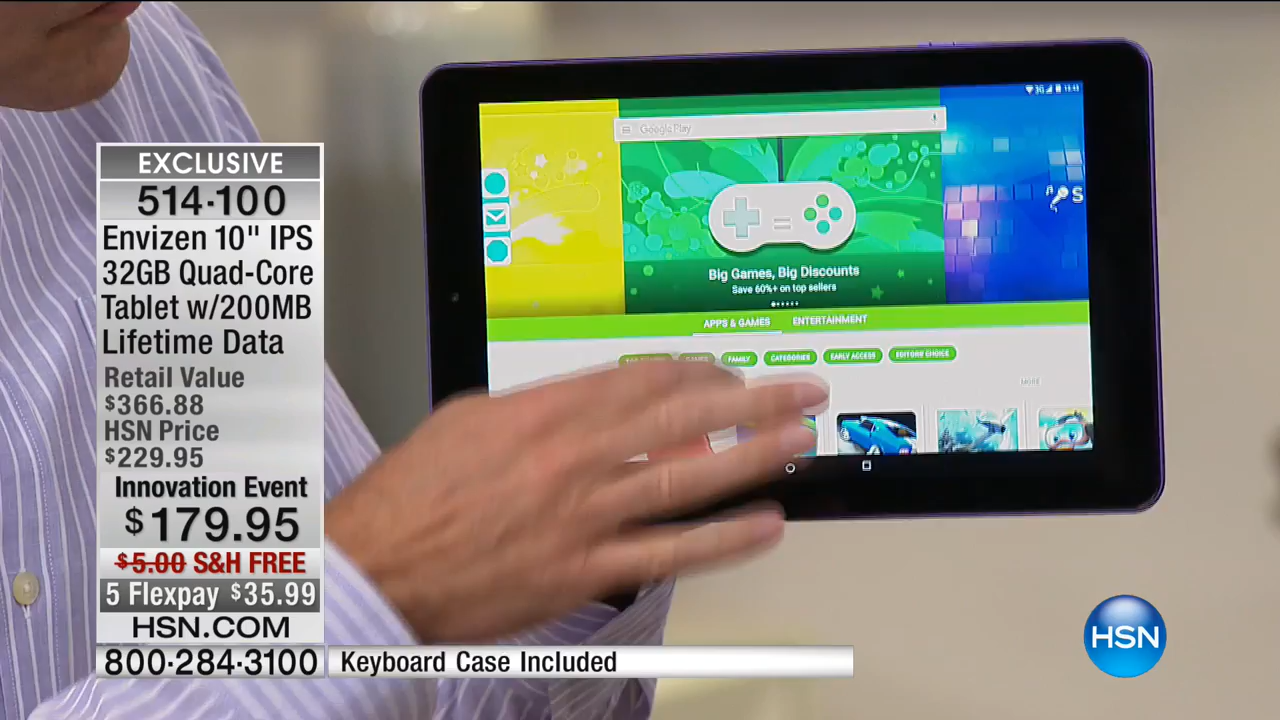 EXCLUSIVE
514-100
Envizen 10" IPS
32GB Quad-Core
Tablet w/200MB
Lifetime Data
Retail Value
$366.88
HSN Price
$229.95
Innovation Event
$179.95
$5.00 S&H FREE
5 Flexpay $35.99
HSN.COM
800-284-3100
Keyboard Case Included
3G
Google Play
S
Big Games, Big Discounts
Save 60%+ on top sellers
APPS & GAMES ENTERTAINMENT
GAMES FAMILY CATEGORIES EARLY ACCESS EDITORS' CHOICE
MORE
HSN